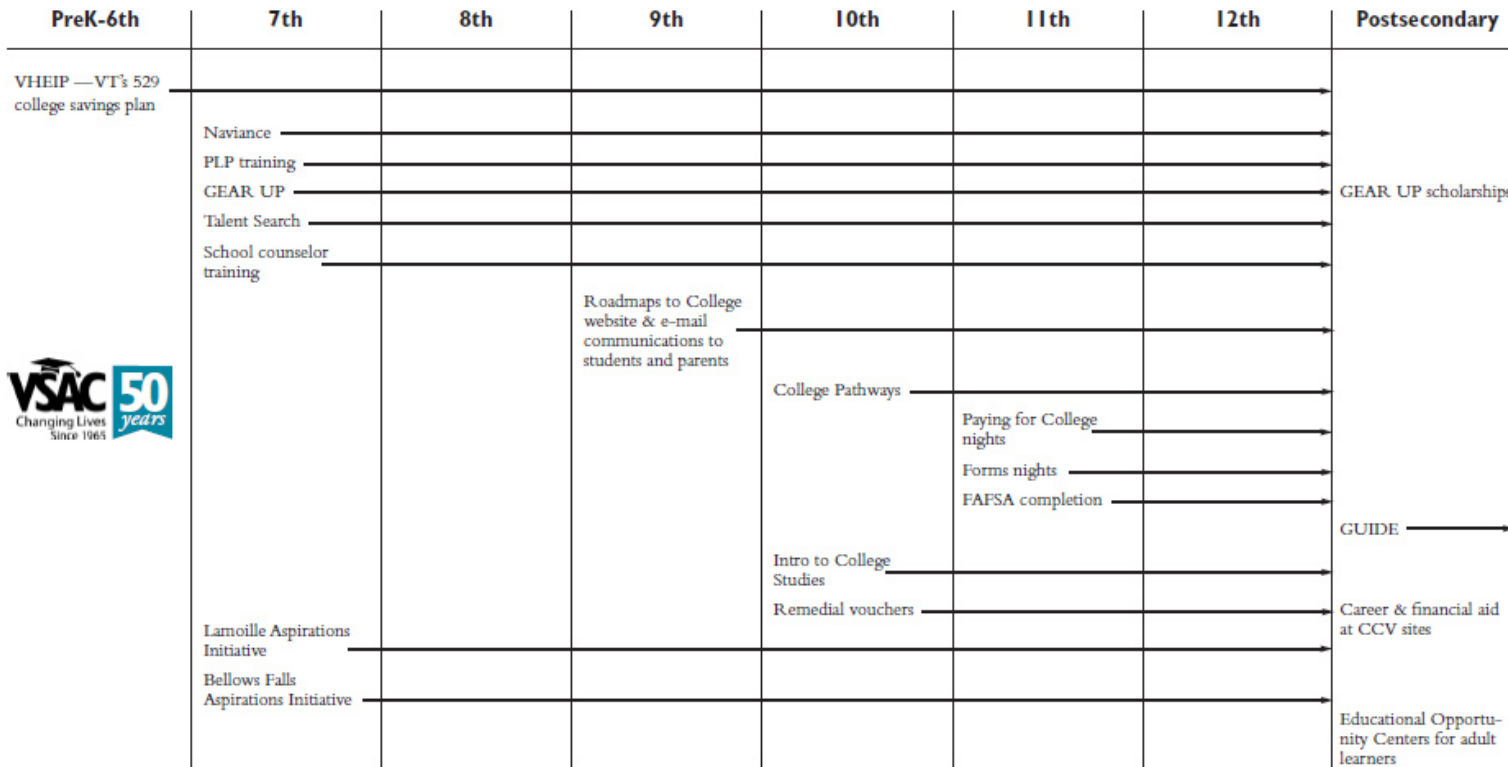 PreK-6th 7th 8th 9th 10th 11th 12th Postsecondary
VHEIP —VT's 529
college savings plan
Naviance
PLP training
GEAR UP
GEAR UP scholarships
Talent Search
School counselor
training
Roadmaps to College
website & e-mail
communications to
students and parents
VSAC 50
Changing Lives years
Since 1965
College Pathways
Paying for College
nights
Forms nights
FAFSA completion
GUIDE
Intro to College
Studies
Remedial vouchers
Career & financial aid
at CCV sites
Lamoille Aspirations
Initiative
Bellows Falls
Aspirations Initiative
Educational Opportu-
nity Centers for adult
learners